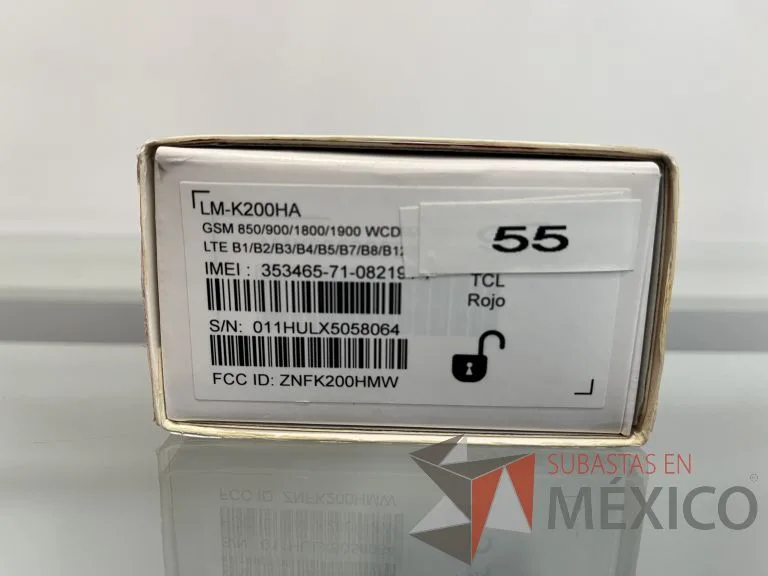 LM-K200HA
GSM 850/900/1800/1900 WCD
LTE B1/B2/B3/B4/B5/B7/B8/B12
55
IMEI : 353465-71-08219
TCL
Rojo
S/N: 011HULX5058064
FCC ID: ZNFK200HMW
SUBASTAS EN
MÉXICO